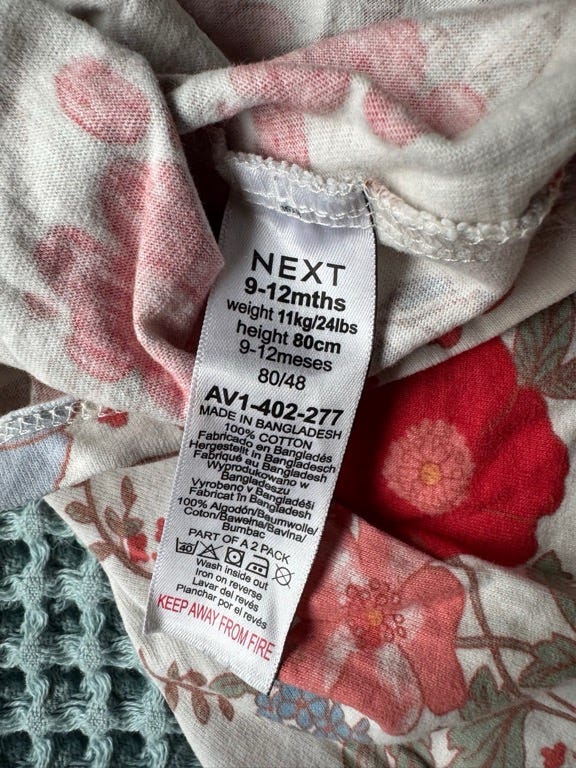 NEXT
9-12mths
weight 11kg/24lbs
height 80cm
9-12meses
80/48
AV1-402-277
MADE IN BANGLADESH
100% COTTON
Fabricado en Bangladés
Hergestellt in Bangladesch
Fabriqué au Bangladesh
Wyprodukowano w
Bangladeszu
Vyrobeno v Bangladéši
Fabricat în Bangladesh
100% Algodón/Baumwolle/
Coton/Bawełna/Bavlna/
Bumbac
PART OF A 2 PACK
40
Wash inside out
Iron on reverse
Lavar del revés
Planchar por el revés
KEEP AWAY FROM FIRE